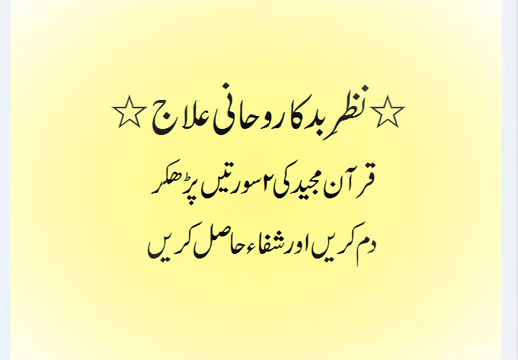 ☆نظرِ بد کا روحانی علاج☆
قرآن مجید کی ۲ سورتیں پڑھکر
دم کریں اور شفاء حاصل کریں